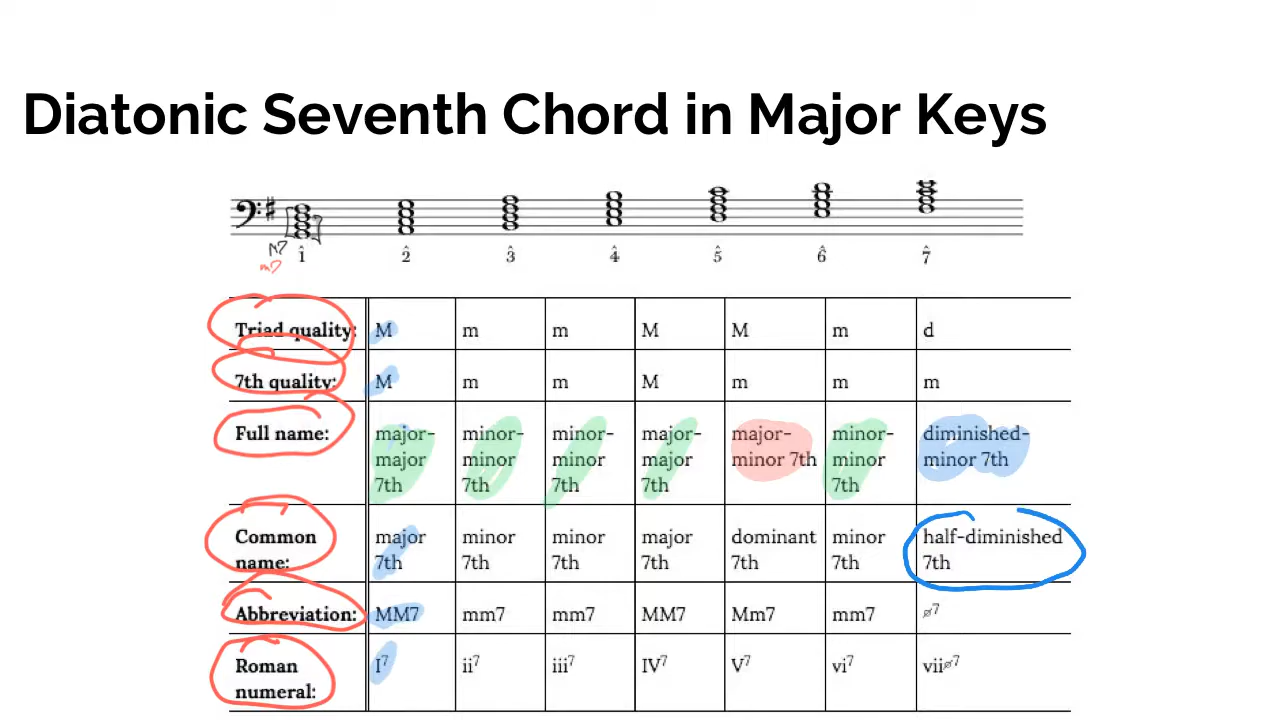 Diatonic Seventh Chord in Major Keys
M7
m7
1̂ 2̂ 3̂ 4̂ 5̂ 6̂ 7̂
Triad quality: M m m M M m d
7th quality: M m m M m m m
Full name: major- minor- minor- major- major- minor- diminished-
major minor minor major minor 7th minor minor 7th
7th 7th 7th 7th 7th
Common major minor minor major dominant minor half-diminished
name: 7th 7th 7th 7th 7th 7th 7th
Abbreviation: MM7 mm7 mm7 MM7 Mm7 mm7 ⌀7
Roman I7 ii7 iii7 IV7 V7 vi7 vii⌀7
numeral: